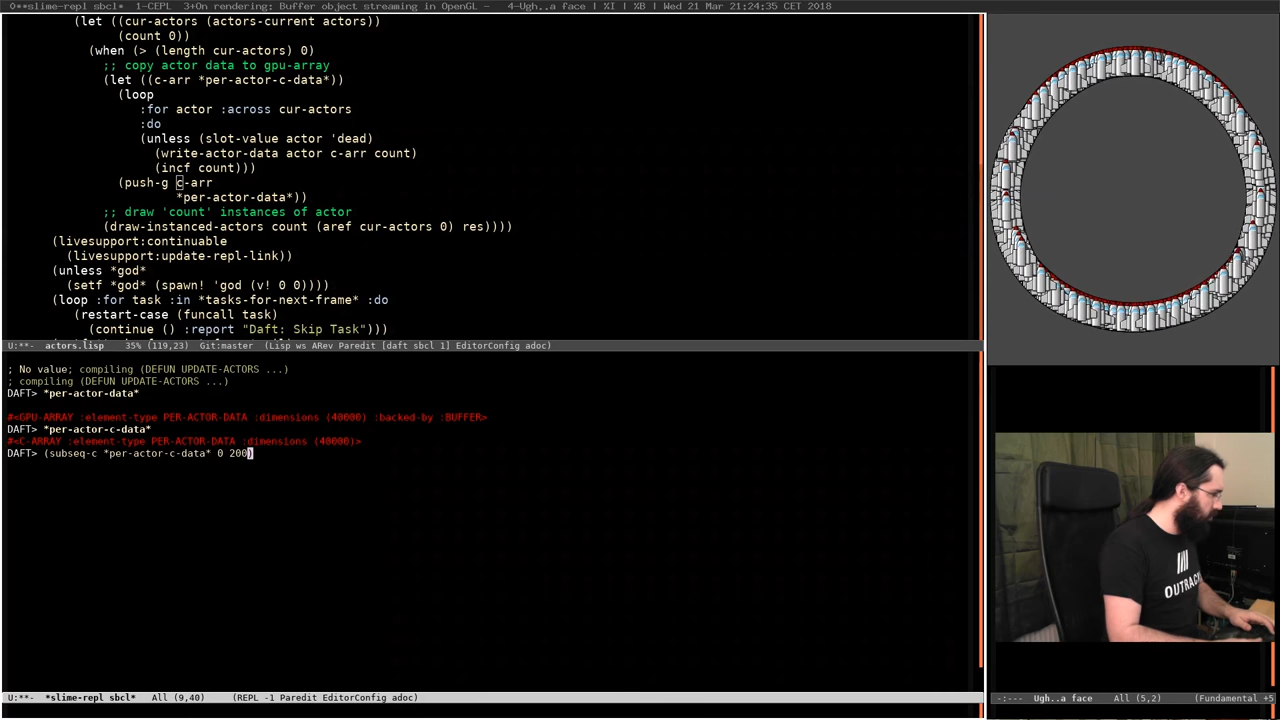 0**slime-repl sbcl*  1-CEPL  3+On rendering: Buffer object streaming in OpenGL -   4-Ugh..a face | %I | %B | Wed 21 Mar 21:24:35 CET 2018
(let ((cur-actors (actors-current actors))
(count 0))
(when (> (length cur-actors) 0)
;; copy actor data to gpu-array
(let ((c-arr *per-actor-c-data*))
(loop
:for actor :across cur-actors
:do
(unless (slot-value actor 'dead)
(write-actor-data actor c-arr count)
(incf count)))
(push-g c-arr
*per-actor-data*))
;; draw 'count' instances of actor
(draw-instanced-actors count (aref cur-actors 0) res))))
(livesupport:continuable
(livesupport:update-repl-link))
(unless *god*
(setf *god* (spawn! 'god (v! 0 0))))
(loop :for task :in *tasks-for-next-frame* :do
(restart-case (funcall task)
(continue () :report "Daft: Skip Task")))
U:**-  actors.lisp    35% (119,23)   Git:master  (Lisp ws ARev Paredit [daft sbcl 1] EditorConfig adoc)
; No value; compiling (DEFUN UPDATE-ACTORS ...)
; compiling (DEFUN UPDATE-ACTORS ...)
DAFT> *per-actor-data*
#<GPU-ARRAY :element-type PER-ACTOR-DATA :dimensions (40000) :backed-by :BUFFER>
DAFT> *per-actor-c-data*
#<C-ARRAY :element-type PER-ACTOR-DATA :dimensions (40000)>
DAFT> (subseq-c *per-actor-c-data* 0 200)
OUTRAC
U:**-  *slime-repl sbcl*   All (9,40)     (REPL -1 Paredit EditorConfig adoc)
-:---  Ugh..a face    All (5,2)    (Fundamental +5